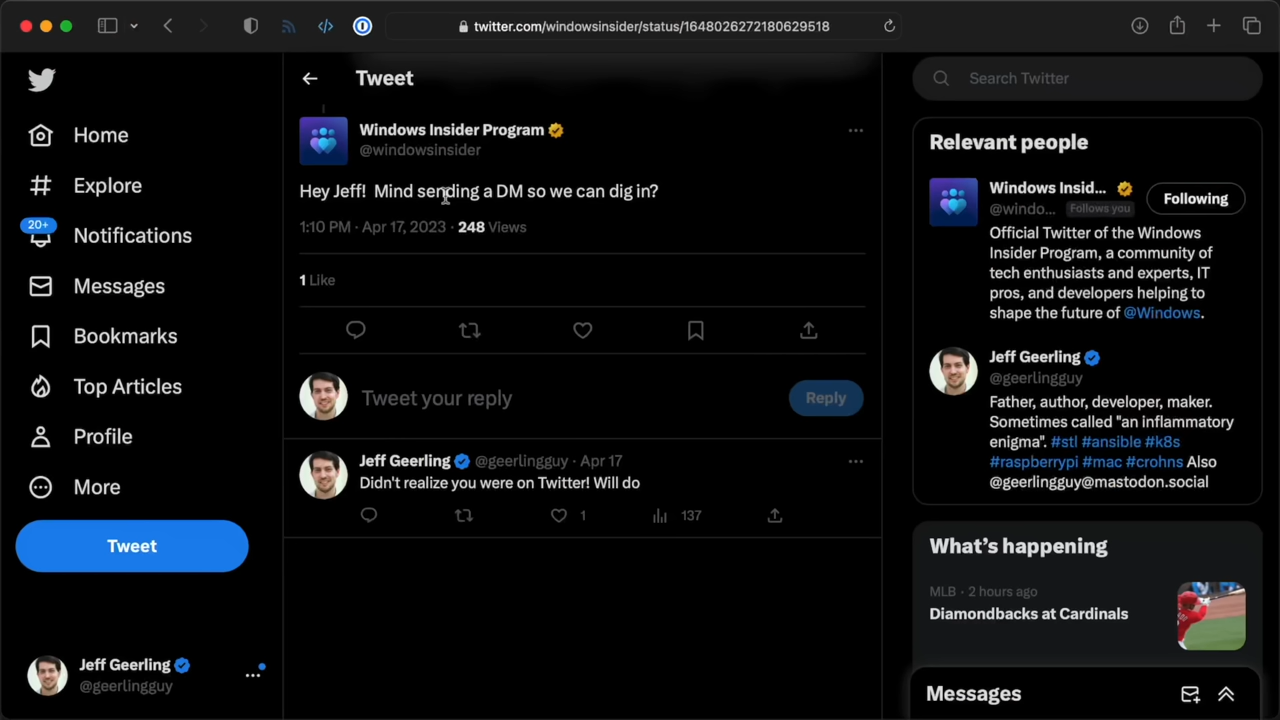 twitter.com/windowsinsider/status/1648026272180629518
Home
Explore
20+
Notifications
Messages
Bookmarks
Top Articles
Profile
More
Tweet
Jeff Geerling
@geerlingguy
Tweet
Windows Insider Program
@windowsinsider
Hey Jeff! Mind sending a DM so we can dig in?
1:10 PM · Apr 17, 2023 · 248 Views
1 Like
Tweet your reply
Reply
Jeff Geerling @geerlingguy · Apr 17
Didn't realize you were on Twitter! Will do
1 137
Search Twitter
Relevant people
Windows Insid...
@windo... Follows you
Following
Official Twitter of the Windows
Insider Program, a community of
tech enthusiasts and experts, IT
pros, and developers helping to
shape the future of @Windows.
Jeff Geerling
@geerlingguy
Father, author, developer, maker.
Sometimes called "an inflammatory
enigma". #stl #ansible #k8s
#raspberrypi #mac #crohns Also
@geerlingguy@mastodon.social
What's happening
MLB · 2 hours ago
Diamondbacks at Cardinals
Messages